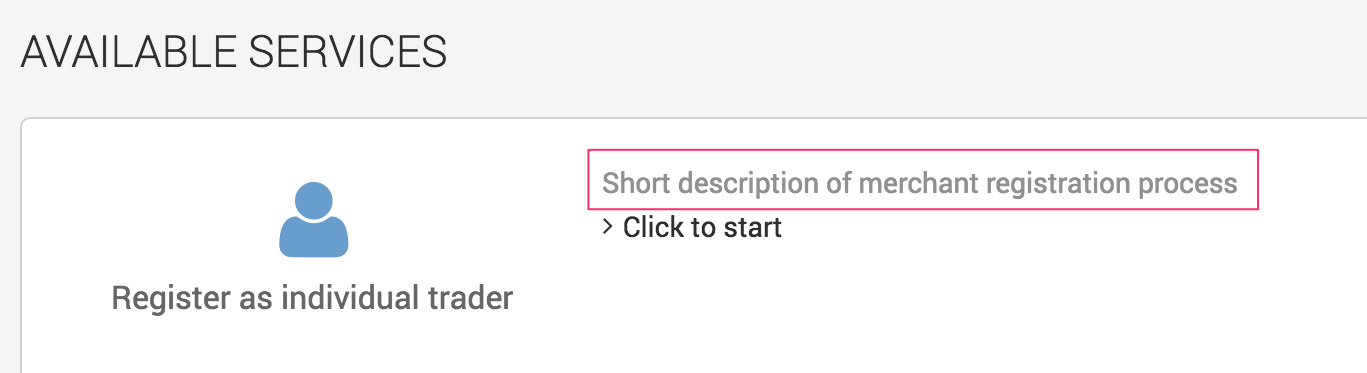 AVAILABLE SERVICES
Short description of merchant registration process
> Click to start
Register as individual trader